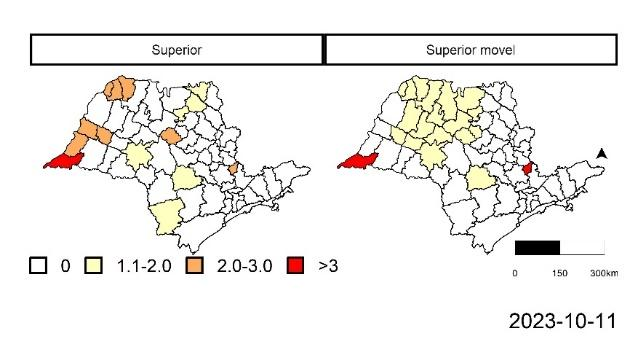 Superior
Superior movel
0 1.1-2.0 2.0-3.0 >3
0 150 300km
2023-10-11